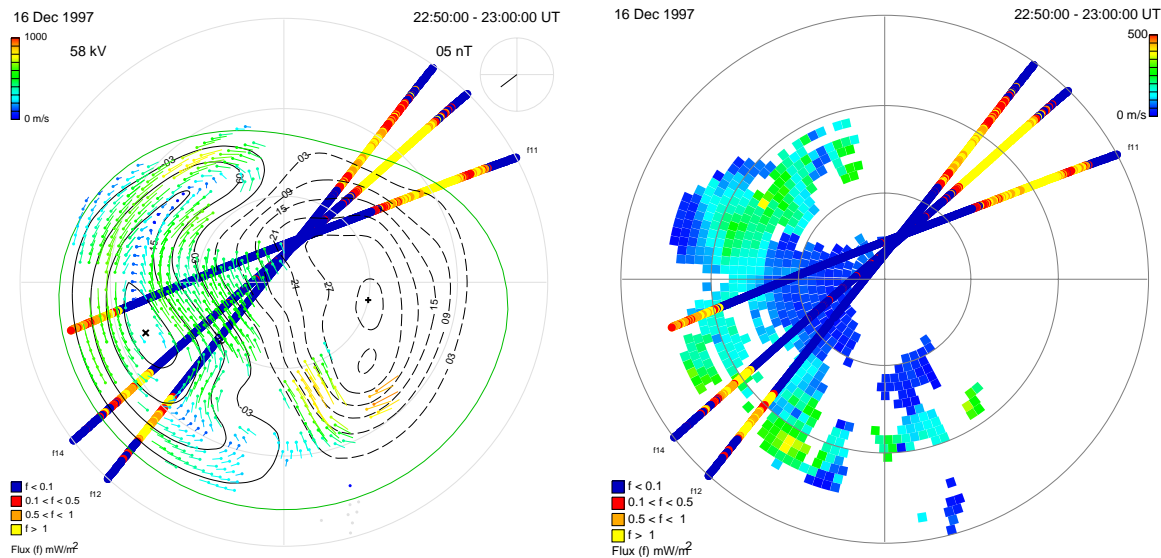 16 Dec 1997
22:50:00 - 23:00:00 UT
1000
58 kV
05 nT
0 m/s
03
03
09
09
15
15
03
21
21
27
15
09
03
03
f11
f14
f12
f < 0.1
0.1 < f < 0.5
0.5 < f < 1
f > 1
Flux (f) mW/m2
16 Dec 1997
22:50:00 - 23:00:00 UT
500
0 m/s
f11
f14
f12
f < 0.1
0.1 < f < 0.5
0.5 < f < 1
f > 1
Flux (f) mW/m2